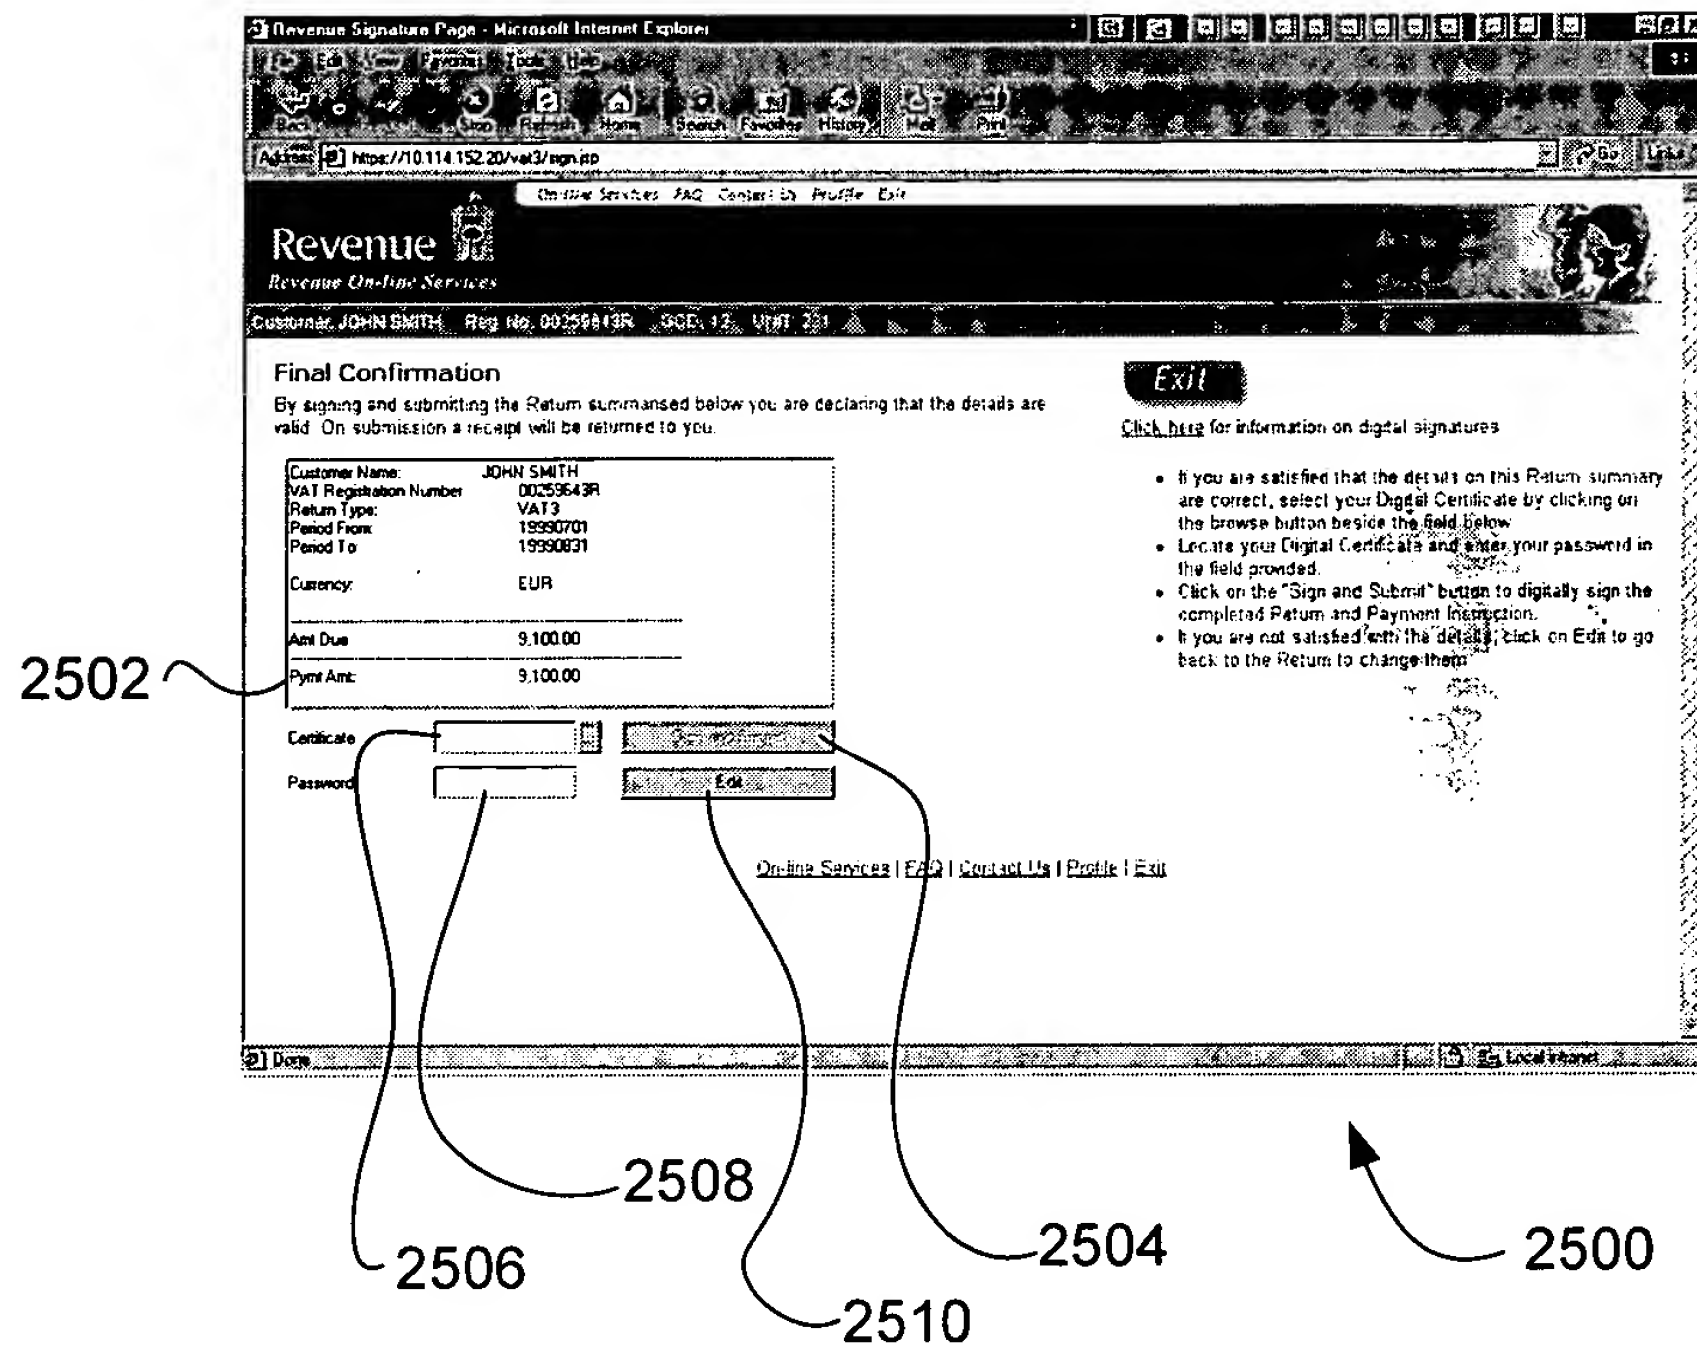 Revenue Signature Page - Microsoft Internet Explorer
Edit View Favorites Tools Help
Back Stop Refresh Home Search Favorites History Mail Print
Address https://10.114.152.20/vat3/sign.jsp Go Links
On-line Services FAQ Contact Us Profile Exit
Revenue
Revenue On-line Services
Customer: JOHN SMITH Reg No. 00259643R
Final Confirmation
By signing and submitting the Return summarised below you are declaring that the details are
valid. On submission a receipt will be returned to you.
Customer Name: JOHN SMITH
VAT Registration Number 00259643R
Return Type: VAT3
Period From: 19990701
Period To 19990831
Currency: EUR
Amt Due 9,100.00
Pymt Amt: 9,100.00
Certificate
Password
Edit
Exit
Click here for information on digital signatures
• If you are satisfied that the details on this Return summary
are correct, select your Digital Certificate by clicking on
the browse button beside the field below
• Locate your Digital Certificate and enter your password in
the field provided.
• Click on the "Sign and Submit" button to digitally sign the
completed Return and Payment Instruction.
• If you are not satisfied with the details, click on Edit to go
back to the Return to change them
On-line Services | FAQ | Contact Us | Profile | Exit
Done Local intranet
2502
2508
2506
2504
2510
2500